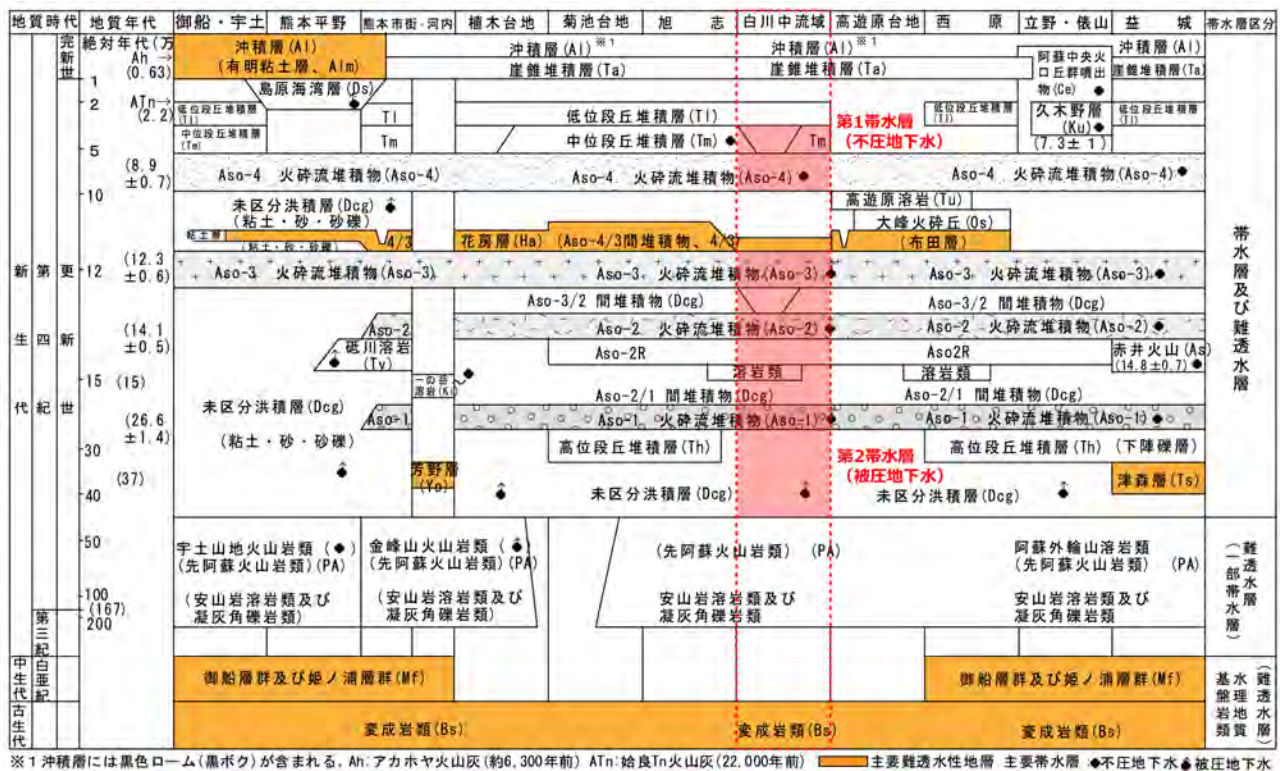 地質時代 地質年代 御船・宇土 熊本平野 熊本市街・河内 植木台地 菊池台地 旭志 白川中流域 高遊原台地 西原 立野・俵山 益城 帯水層区分
新生代
第四紀
完新世
更新世
第三紀
中生代
白亜紀
古生代
絶対年代(万
Ah →
(0.63)
1
ATn→
2
(2.2)
5
(8.9
±0.7)
10
(12.3
±0.6)
12
(14.1
±0.5)
15 (15)
(26.6
±1.4)
30
(37)
40
50
100
(167)
200
沖積層(Al)
(有明粘土層、Alm)
沖積層(Al)※1
沖積層(Al)※1
沖積層(Al)
崖錐堆積層(Ta)
崖錐堆積層(Ta)
崖錐堆積層(Ta)
阿蘇中央火
口丘群噴出
物(Ce)
島原海湾層(Ds)
低位段丘堆積層
(Tl)
Tl
低位段丘堆積層(Tl)
低位段丘堆積層
(Tl)
久木野層
(Ku)
(7.3±1)
低位段丘堆積層
(Tl)
中位段丘堆積層
(Tm)
Tm
中位段丘堆積層(Tm)
Tm
第1帯水層
(不圧地下水)
Aso-4 火砕流堆積物(Aso-4)
Aso-4 火砕流堆積物(Aso-4)
Aso-4 火砕流堆積物(Aso-4)
未区分洪積層(Dcg)
(粘土・砂・砂礫)
高遊原溶岩(Tu)
大峰火砕丘(Os)
粘土層
(粘土・砂・砂礫)
4/3
花房層(Ha)
(Aso-4/3間堆積物、4/3)
(布田層)
Aso-3 火砕流堆積物(Aso-3)
Aso-3 火砕流堆積物(Aso-3)
Aso-3 火砕流堆積物(Aso-3)
Aso-3/2 間堆積物(Dcg)
Aso-3/2 間堆積物(Dcg)
Aso-2
Aso-2 火砕流堆積物(Aso-2)
Aso-2 火砕流堆積物(Aso-2)
砥川溶岩
(Tv)
Aso-2R
Aso2R
赤井火山(As)
(14.8±0.7)
一の岳
溶岩(Ki)
溶岩類
溶岩類
未区分洪積層(Dcg)
(粘土・砂・砂礫)
Aso-2/1 間堆積物(Dcg)
Aso-2/1 間堆積物(Dcg)
Aso-1
Aso-1 火砕流堆積物(Aso-1)
Aso-1 火砕流堆積物(Aso-1)
高位段丘堆積層(Th)
第2帯水層
(被圧地下水)
高位段丘堆積層(Th)
(下陣礫層)
芳野層
(Yo)
津森層(Ts)
未区分洪積層(Dcg)
未区分洪積層(Dcg)
宇土山地火山岩類(◆)
(先阿蘇火山岩類)(PA)
(安山岩溶岩類及び
凝灰角礫岩類)
金峰山火山岩類(◆)
(先阿蘇火山岩類)(PA)
(安山岩溶岩類及び
凝灰角礫岩類)
(先阿蘇火山岩類)(PA)
安山岩溶岩類及び
凝灰角礫岩類
阿蘇外輪山溶岩類
(先阿蘇火山岩類) (PA)
安山岩溶岩類及び
凝灰角礫岩類
御船層群及び姫ノ浦層群(Mf)
御船層群及び姫ノ浦層群(Mf)
変成岩類(Bs)
変成岩類(Bs)
変成岩類(Bs)
帯水層及び難透水層
難透水層
(一部帯水層)
水理地質
基盤岩類
(難透水層)
※1 沖積層には黒色ローム(黒ボク)が含まれる. Ah:アカホヤ火山灰(約6,300年前) ATn:姶良Tn火山灰(22,000年前) 主要難透水性地層 主要帯水層 ◆不圧地下水 被圧地下水